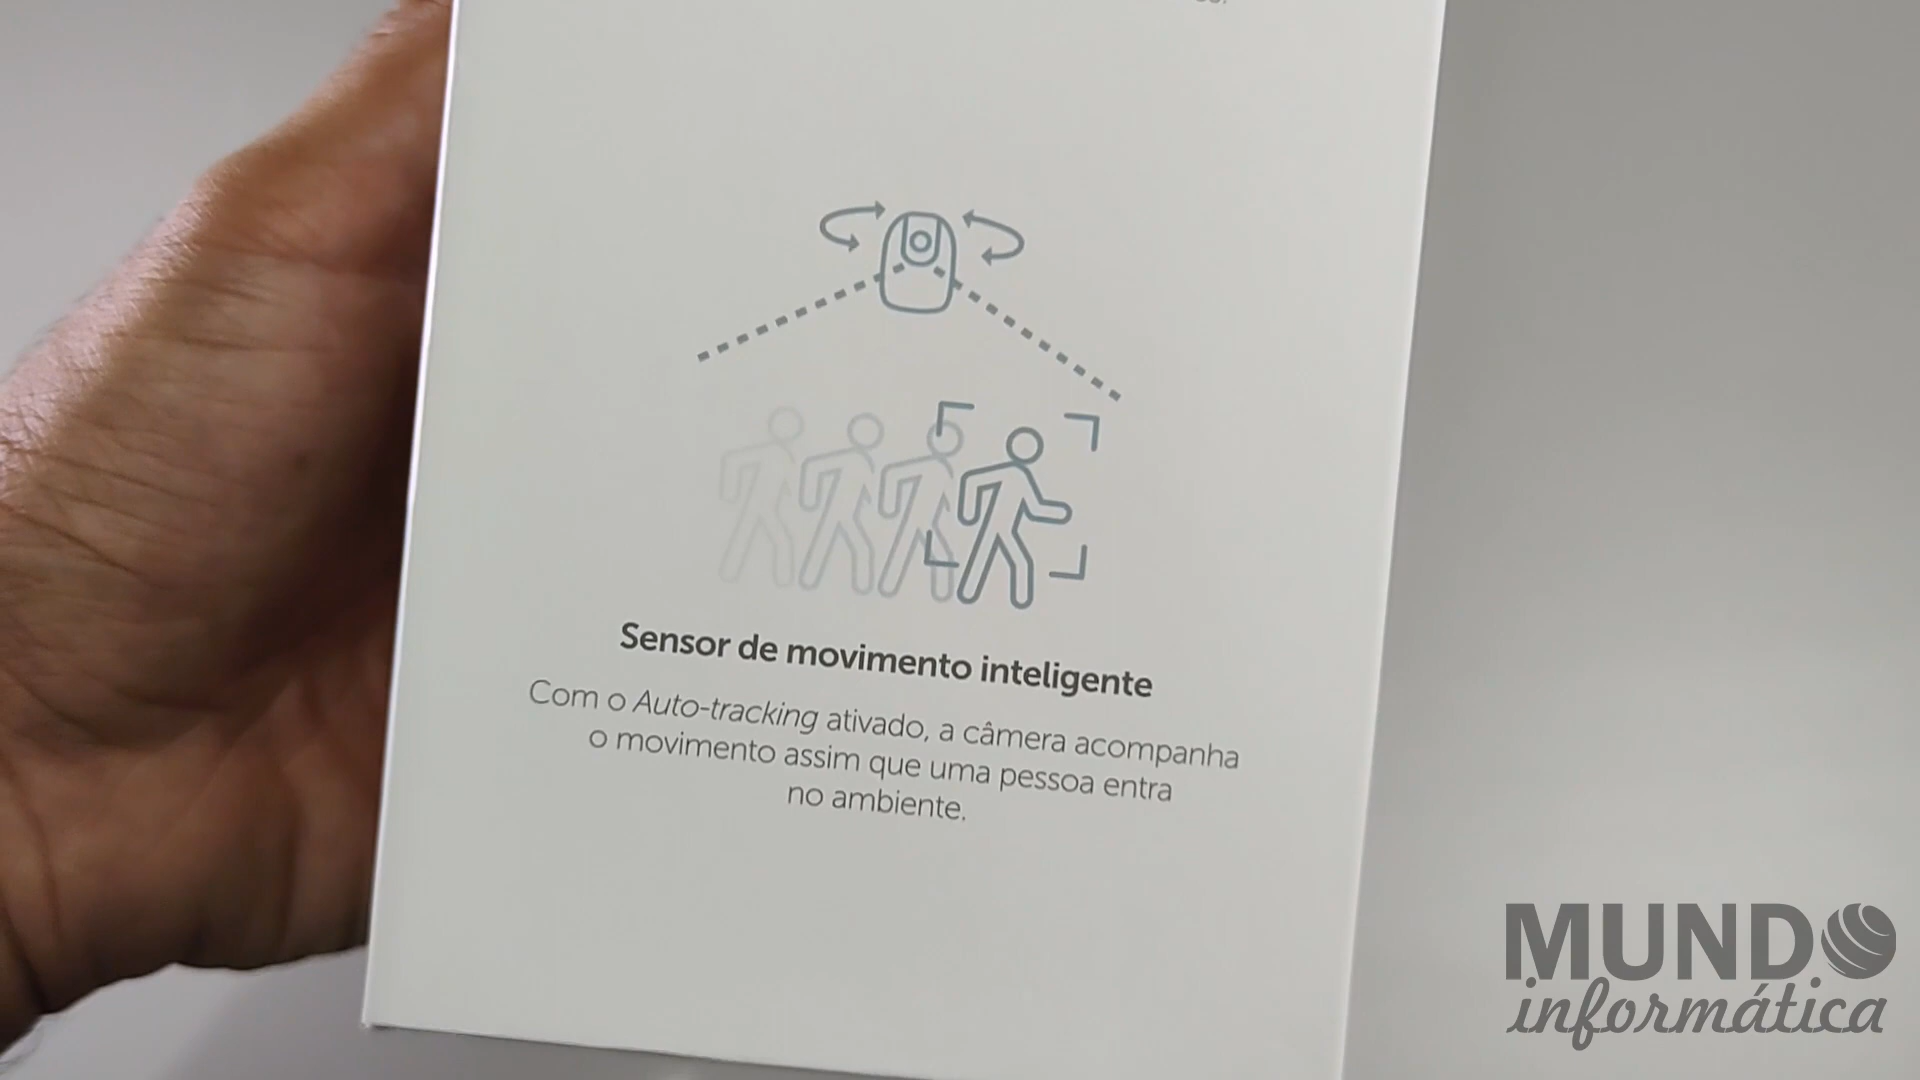 Sensor de movimento inteligente
Com o Auto-tracking ativado, a câmera acompanha
o movimento assim que uma pessoa entra
no ambiente.
MUNDO
informática